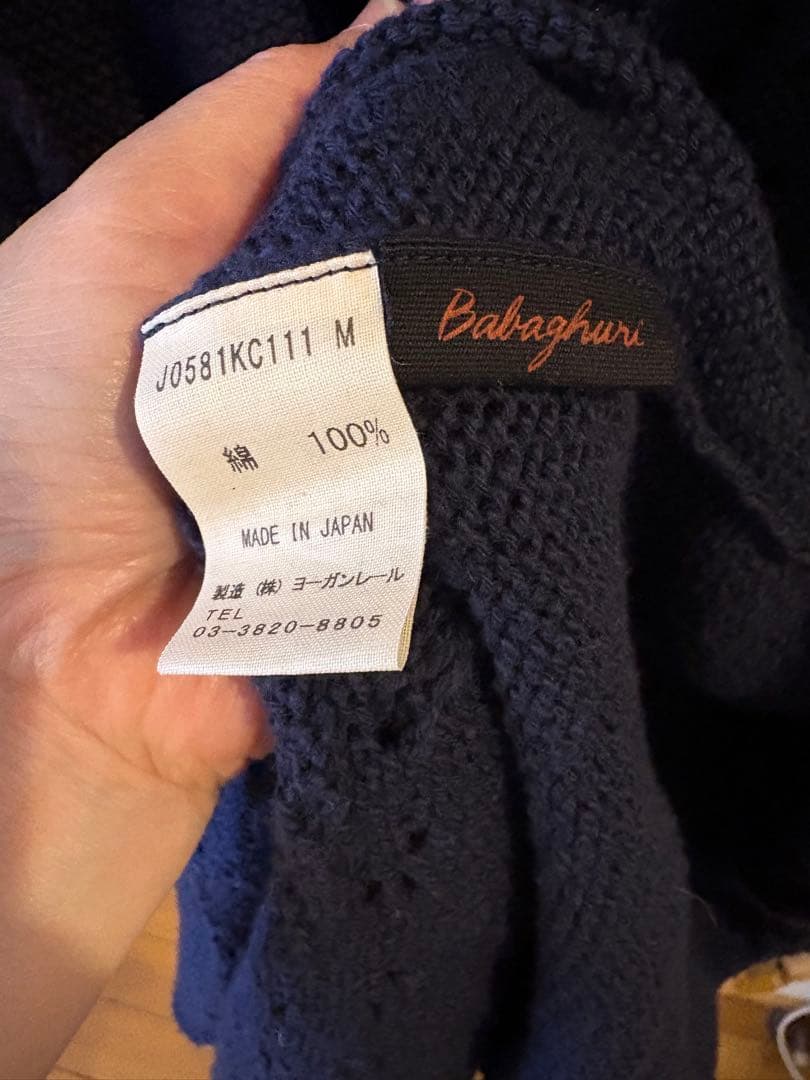 Babaghuri
J0581KC111 M
綿 100%
MADE IN JAPAN
製造 (株) ヨーガンレール
TEL
03-3820-8805